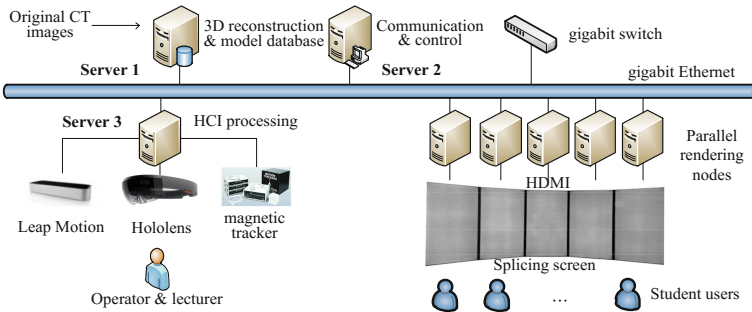 Original CT
images
3D reconstruction
& model database
Communication
& control
gigabit switch
Server 1
Server 2
gigabit Ethernet
Server 3
HCI processing
Parallel
rendering
nodes
HDMI
Leap Motion
Hololens
magnetic
tracker
Splicing screen
Operator & lecturer
...
Student users